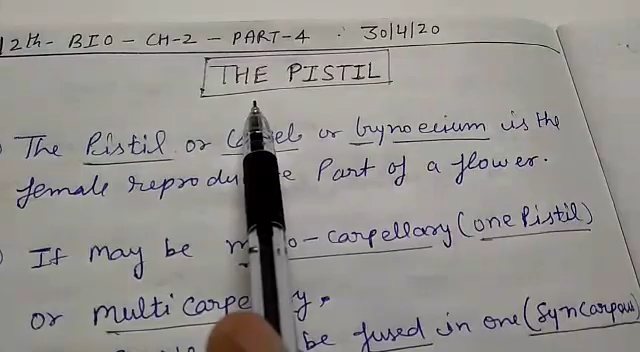 12th - BIO - CH-2 - PART-4 : 30/4/20
THE PISTIL
The Pistil or or Gynoecium is the
female Part of a flower.
If may be -carpellary (one Pistil)
or multi
be fused in one (Syncarpous